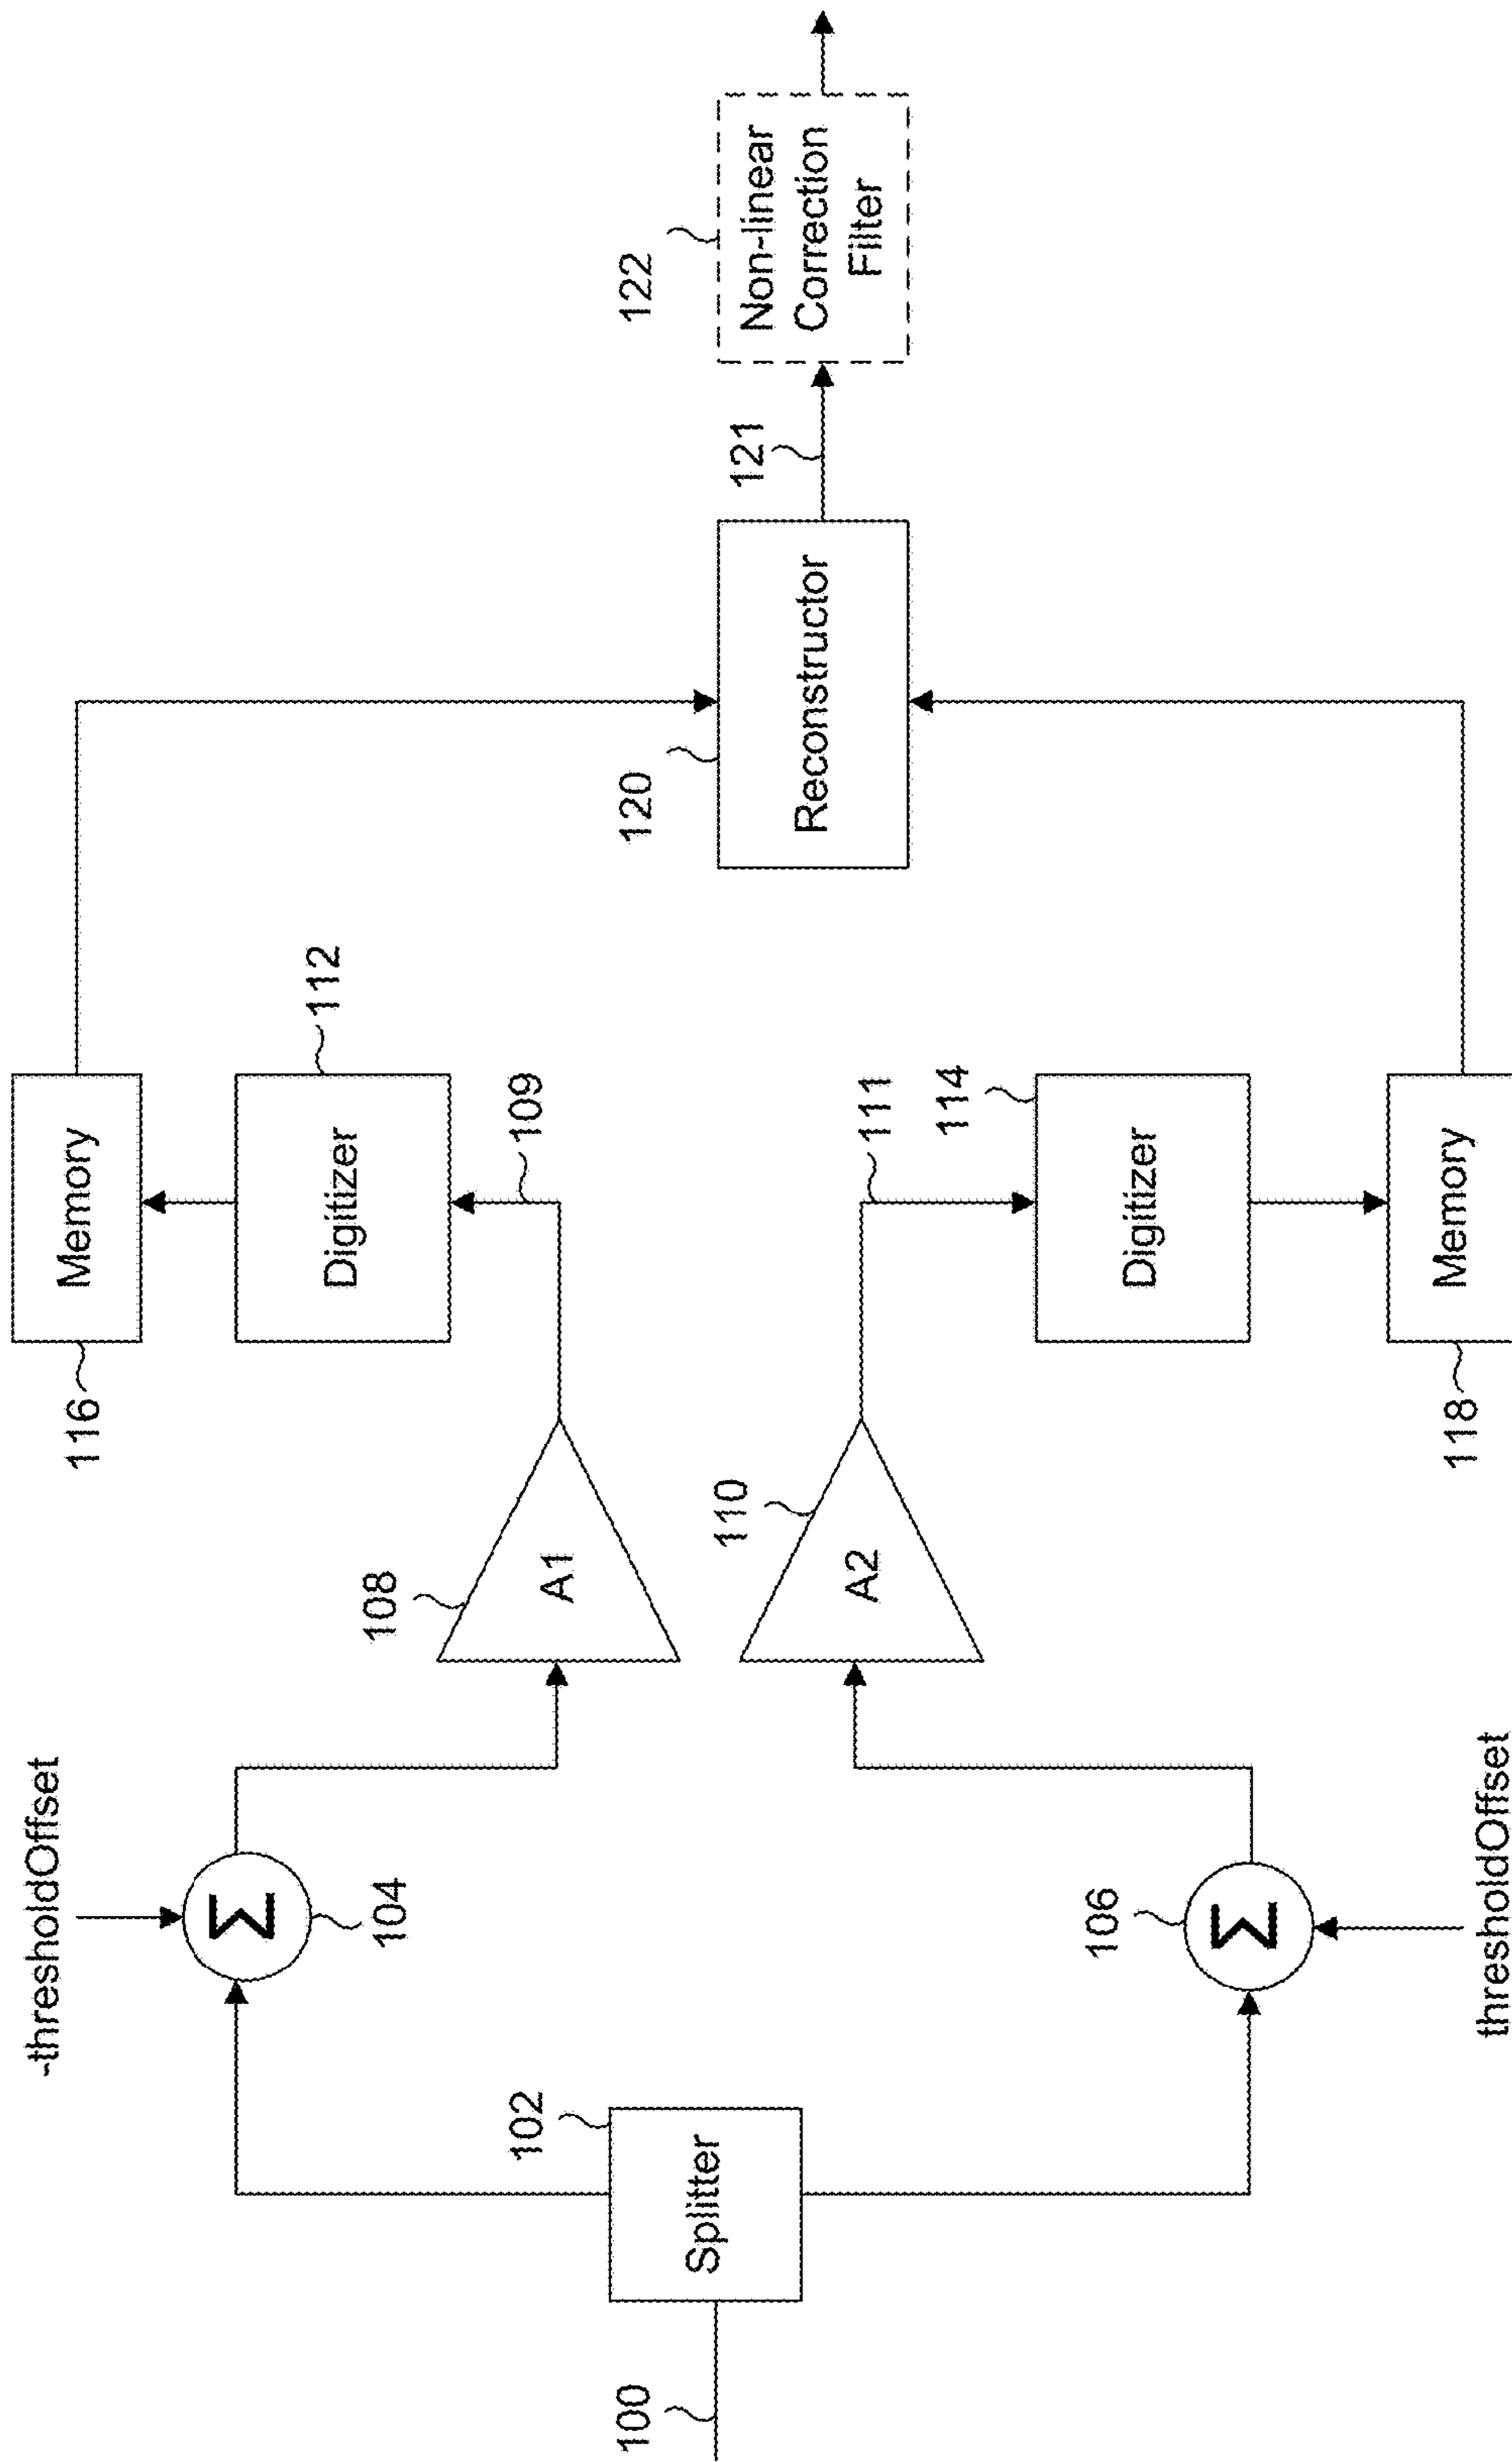 -thresholdOffset
116
Memory
112
Digitizer
109
104
108
A1
100
102
Splitter
120
Reconstructor
121
122
Non-linear
Correction
Filter
110
A2
111
114
Digitizer
106
118
Memory
thresholdOffset
Σ
Σ